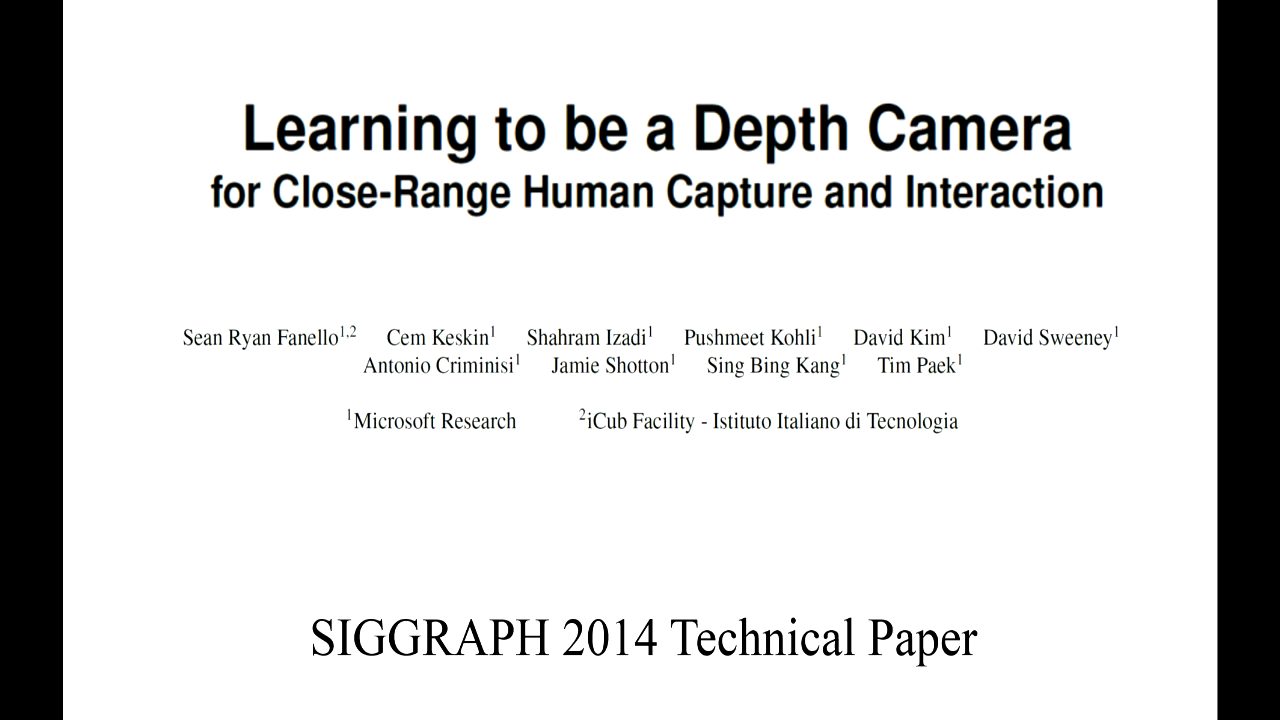 Learning to be a Depth Camera
for Close-Range Human Capture and Interaction
Sean Ryan Fanello1,2 Cem Keskin1 Shahram Izadi1 Pushmeet Kohli1 David Kim1 David Sweeney1
Antonio Criminisi1 Jamie Shotton1 Sing Bing Kang1 Tim Paek1
1Microsoft Research 2iCub Facility - Istituto Italiano di Tecnologia
SIGGRAPH 2014 Technical Paper